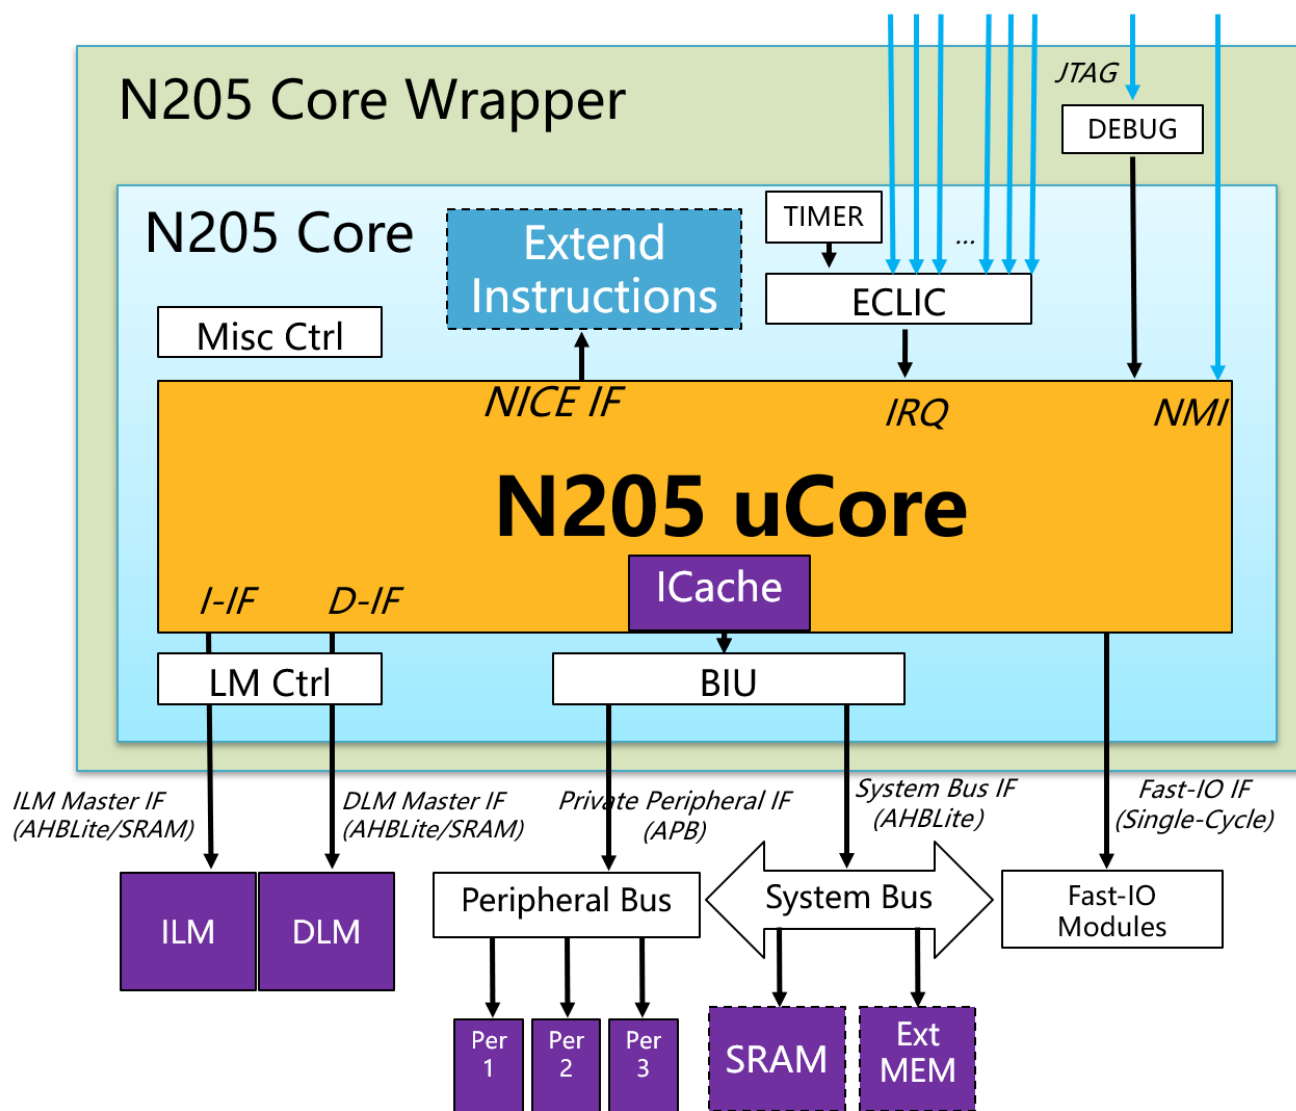 N205 Core Wrapper
JTAG
DEBUG
N205 Core
Extend
Instructions
TIMER
...
ECLIC
Misc Ctrl
NICE IF
IRQ
NMI
N205 uCore
ICache
I-IF
D-IF
LM Ctrl
BIU
ILM Master IF
(AHBLite/SRAM)
DLM Master IF
(AHBLite/SRAM)
Private Peripheral IF
(APB)
System Bus IF
(AHBLite)
Fast-IO IF
(Single-Cycle)
ILM
DLM
Peripheral Bus
System Bus
Fast-IO
Modules
Per
1
Per
2
Per
3
SRAM
Ext
MEM